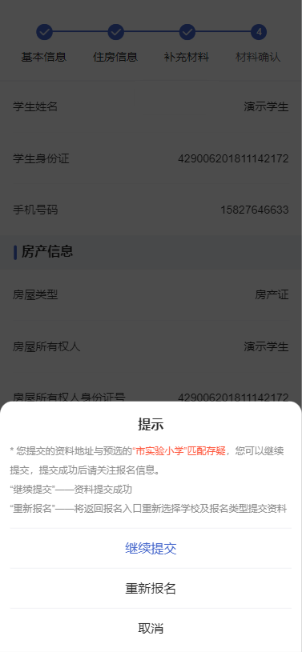 4
基本信息 住房信息 补充材料 材料确认
学生姓名 演示学生
学生身份证 429006201811142172
手机号码 15827646633
房产信息
房屋类型 房产证
房屋所有权人 演示学生
房屋所有权人身份证号 429006201811142172
提示
* 您提交的资料地址与预选的“市实验小学”匹配存疑，您可以继续
提交，提交成功后请关注报名信息。
“继续提交”——资料提交成功
“重新报名”——将返回报名入口重新选择学校及报名类型提交资料
继续提交
重新报名
取消